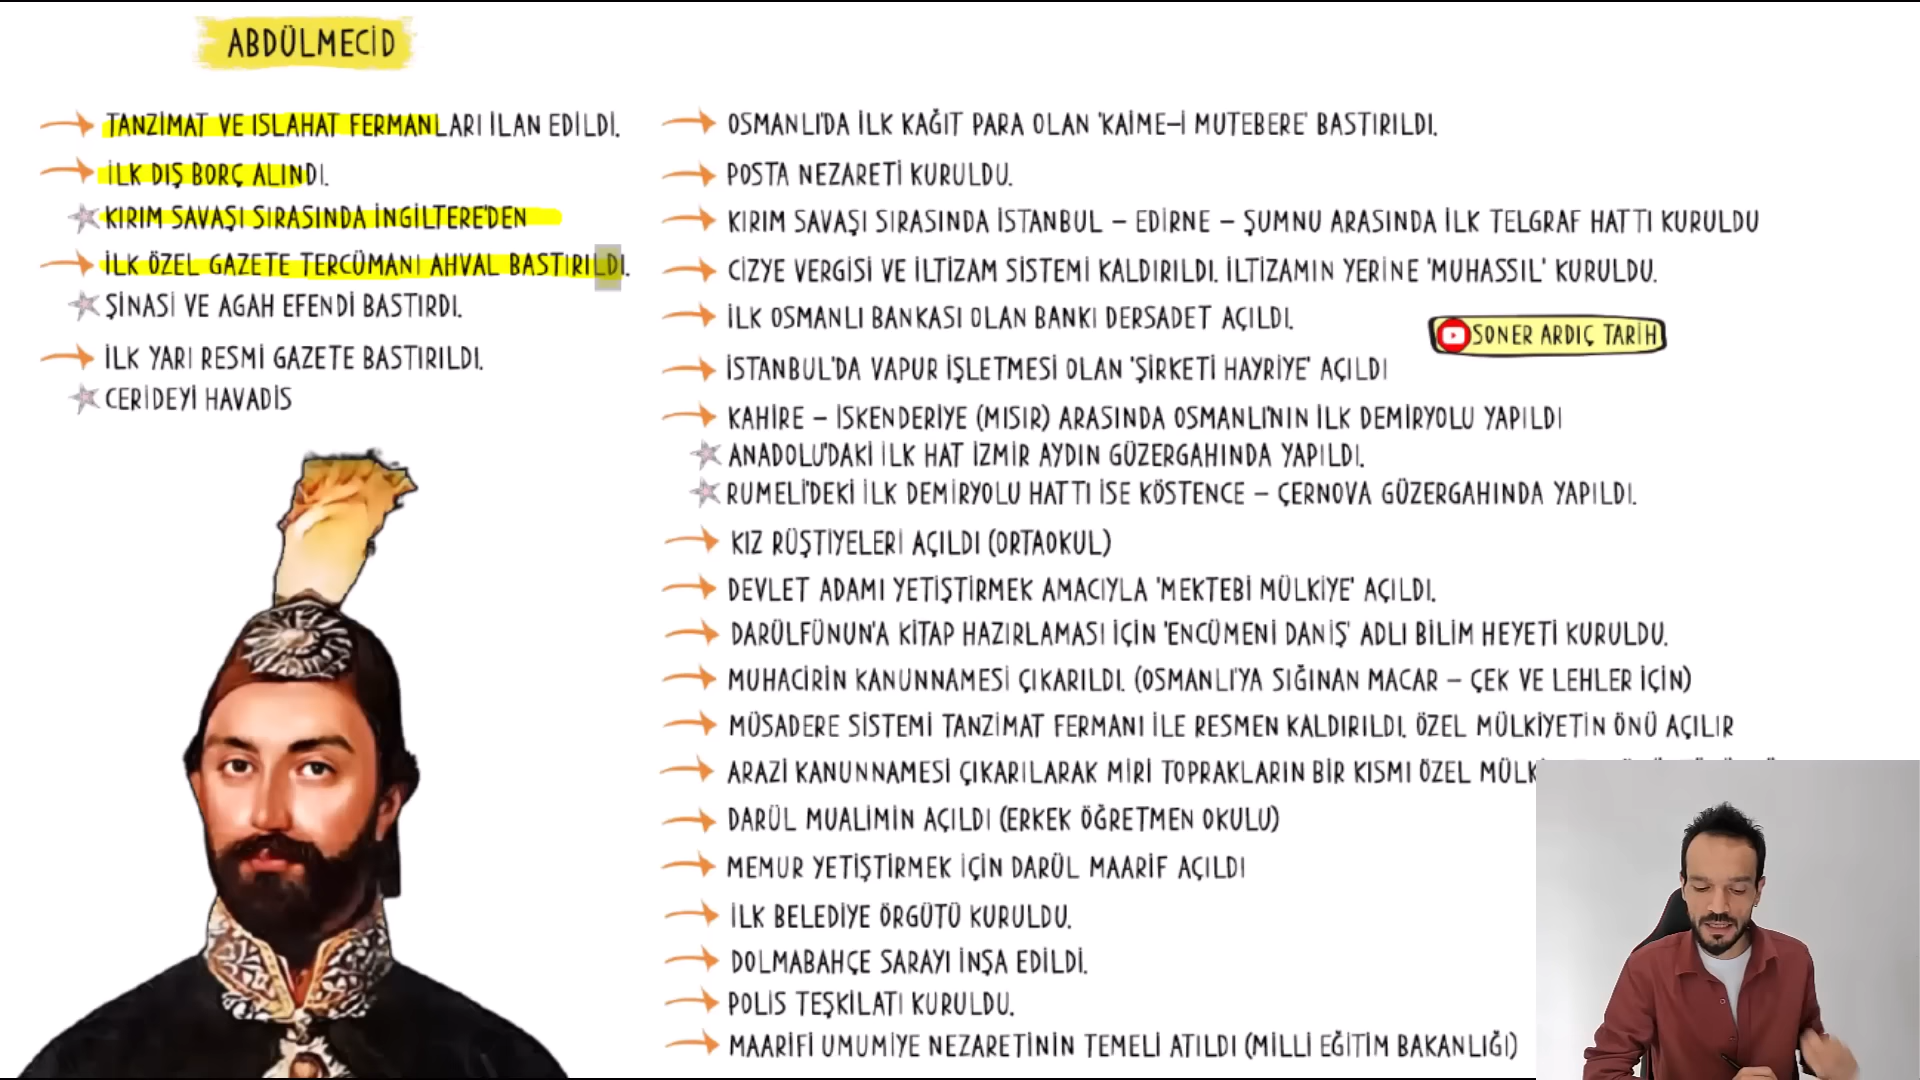 ABDÜLMECİD
TANZİMAT VE ISLAHAT FERMANLARI İLAN EDİLDİ.
İLK DIŞ BORÇ ALINDI.
KIRIM SAVAŞI SIRASINDA İNGİLTERE'DEN
İLK ÖZEL GAZETE TERCÜMANI AHVAL BASTIRILDI.
ŞİNASİ VE AGAH EFENDİ BASTIRDI.
İLK YARI RESMİ GAZETE BASTIRILDI.
CERİDEYİ HAVADİS
OSMANLI'DA İLK KAĞIT PARA OLAN 'KAİME-İ MUTEBERE' BASTIRILDI.
POSTA NEZARETİ KURULDU.
KIRIM SAVAŞI SIRASINDA İSTANBUL - EDİRNE - ŞUMNU ARASINDA İLK TELGRAF HATTI KURULDU
CİZYE VERGİSİ VE İLTİZAM SİSTEMİ KALDIRILDI. İLTİZAMIN YERİNE 'MUHASSIL' KURULDU.
İLK OSMANLI BANKASI OLAN BANKI DERSADET AÇILDI.
SONER ARDIÇ TARİH
İSTANBUL'DA VAPUR İŞLETMESİ OLAN 'ŞİRKETİ HAYRİYE' AÇILDI
KAHİRE - İSKENDERİYE (MISIR) ARASINDA OSMANLI'NIN İLK DEMİRYOLU YAPILDI
ANADOLU'DAKİ İLK HAT İZMİR AYDIN GÜZERGAHINDA YAPILDI.
RUMELİ'DEKİ İLK DEMİRYOLU HATTI İSE KÖSTENCE - ÇERNOVA GÜZERGAHINDA YAPILDI.
KIZ RÜŞTİYELERİ AÇILDI (ORTAOKUL)
DEVLET ADAMI YETİŞTİRMEK AMACIYLA 'MEKTEBİ MÜLKİYE' AÇILDI.
DARÜLFÜNUN'A KİTAP HAZIRLAMASI İÇİN 'ENCÜMENİ DANİŞ' ADLI BİLİM HEYETİ KURULDU.
MUHACİRİN KANUNNAMESİ ÇIKARILDI. (OSMANLI'YA SIĞINAN MACAR - ÇEK VE LEHLER İÇİN)
MÜSADERE SİSTEMİ TANZİMAT FERMANI İLE RESMEN KALDIRILDI. ÖZEL MÜLKİYETİN ÖNÜ AÇILIR
ARAZİ KANUNNAMESİ ÇIKARILARAK MİRİ TOPRAKLARIN BİR KISMI ÖZEL
DARÜL MUALİMİN AÇILDI (ERKEK ÖĞRETMEN OKULU)
MEMUR YETİŞTİRMEK İÇİN DARÜL MAARİF AÇILDI
İLK BELEDİYE ÖRGÜTÜ KURULDU.
DOLMABAHÇE SARAYI İNŞA EDİLDİ.
POLİS TEŞKİLATI KURULDU.
MAARİFİ UMUMİYE NEZARETİNİN TEMELİ ATILDI (MİLLİ EĞİTİM BAKANLIĞI)